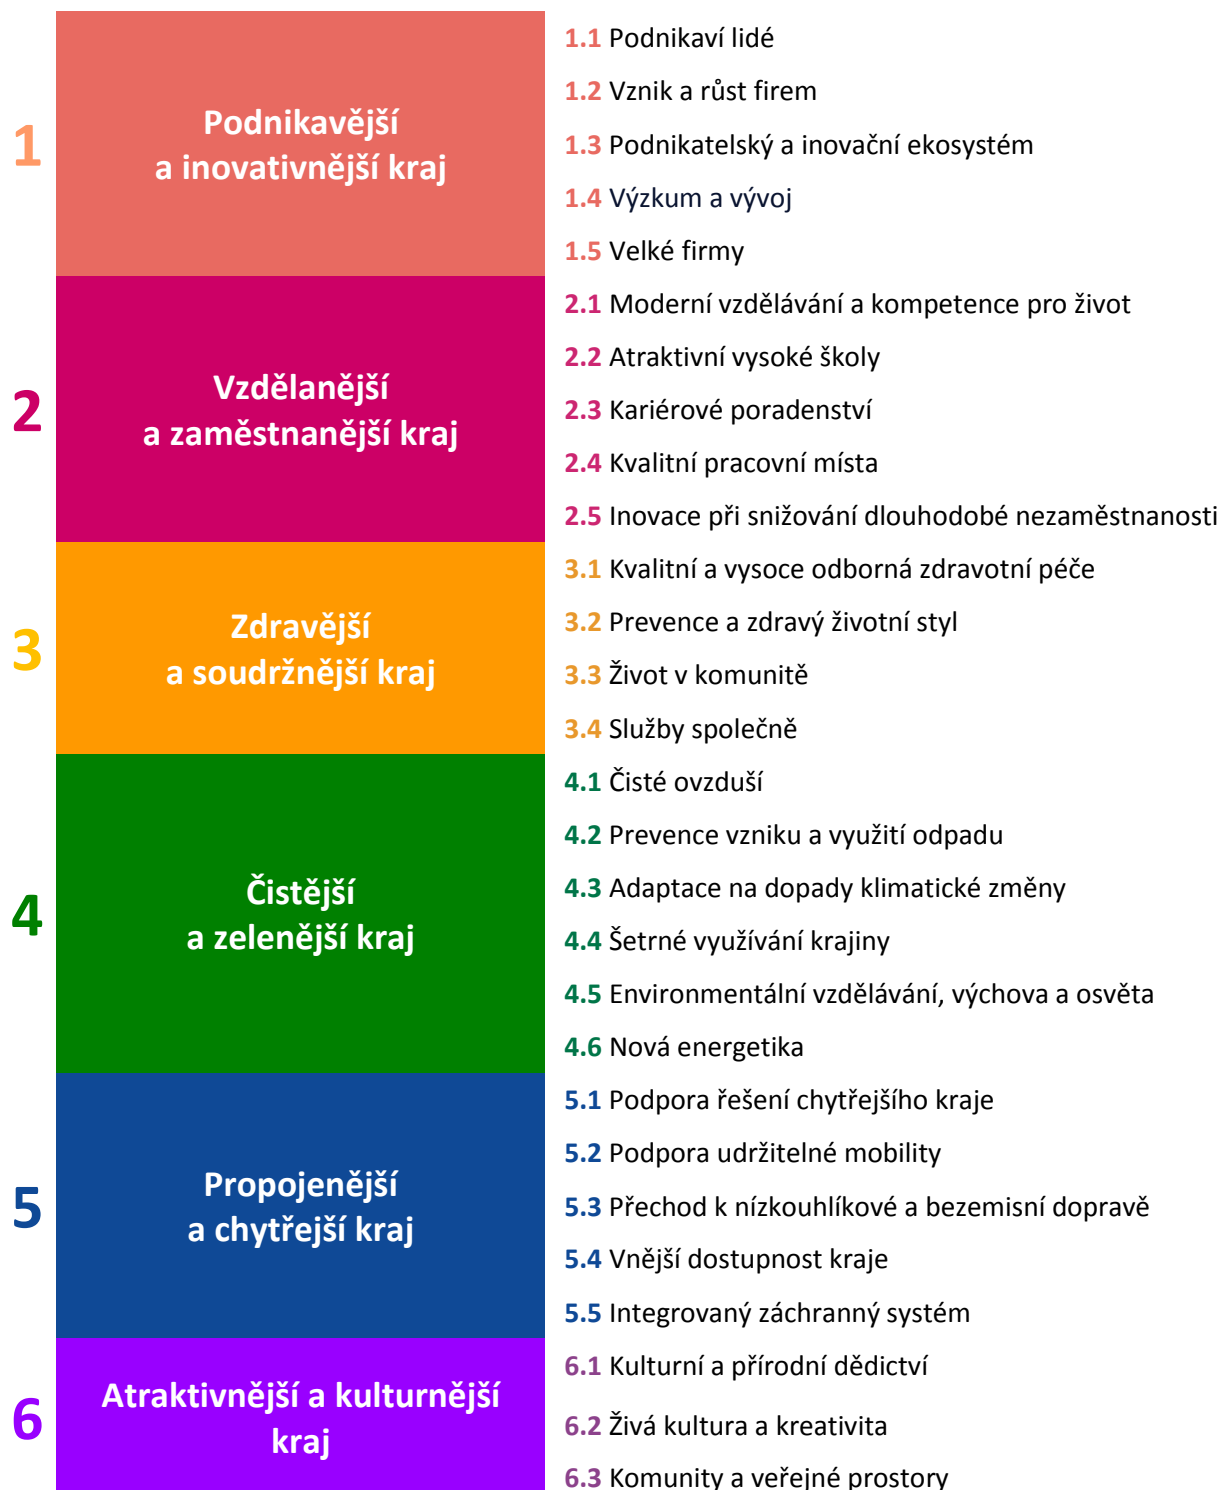 1
Podnikavější
a inovativnější kraj
1.1 Podnikaví lidé
1.2 Vznik a růst firem
1.3 Podnikatelský a inovační ekosystém
1.4 Výzkum a vývoj
1.5 Velké firmy
2
Vzdělanější
a zaměstnanější kraj
2.1 Moderní vzdělávání a kompetence pro život
2.2 Atraktivní vysoké školy
2.3 Kariérové poradenství
2.4 Kvalitní pracovní místa
2.5 Inovace při snižování dlouhodobé nezaměstnanosti
3
Zdravější
a soudržnější kraj
3.1 Kvalitní a vysoce odborná zdravotní péče
3.2 Prevence a zdravý životní styl
3.3 Život v komunitě
3.4 Služby společně
4
Čistější
a zelenější kraj
4.1 Čisté ovzduší
4.2 Prevence vzniku a využití odpadu
4.3 Adaptace na dopady klimatické změny
4.4 Šetrné využívání krajiny
4.5 Environmentální vzdělávání, výchova a osvěta
4.6 Nová energetika
5
Propojenější
a chytřejší kraj
5.1 Podpora řešení chytřejšího kraje
5.2 Podpora udržitelné mobility
5.3 Přechod k nízkouhlíkové a bezemisní dopravě
5.4 Vnější dostupnost kraje
5.5 Integrovaný záchranný systém
6
Atraktivnější a kulturnější
kraj
6.1 Kulturní a přírodní dědictví
6.2 Živá kultura a kreativita
6.3 Komunity a veřejné prostory